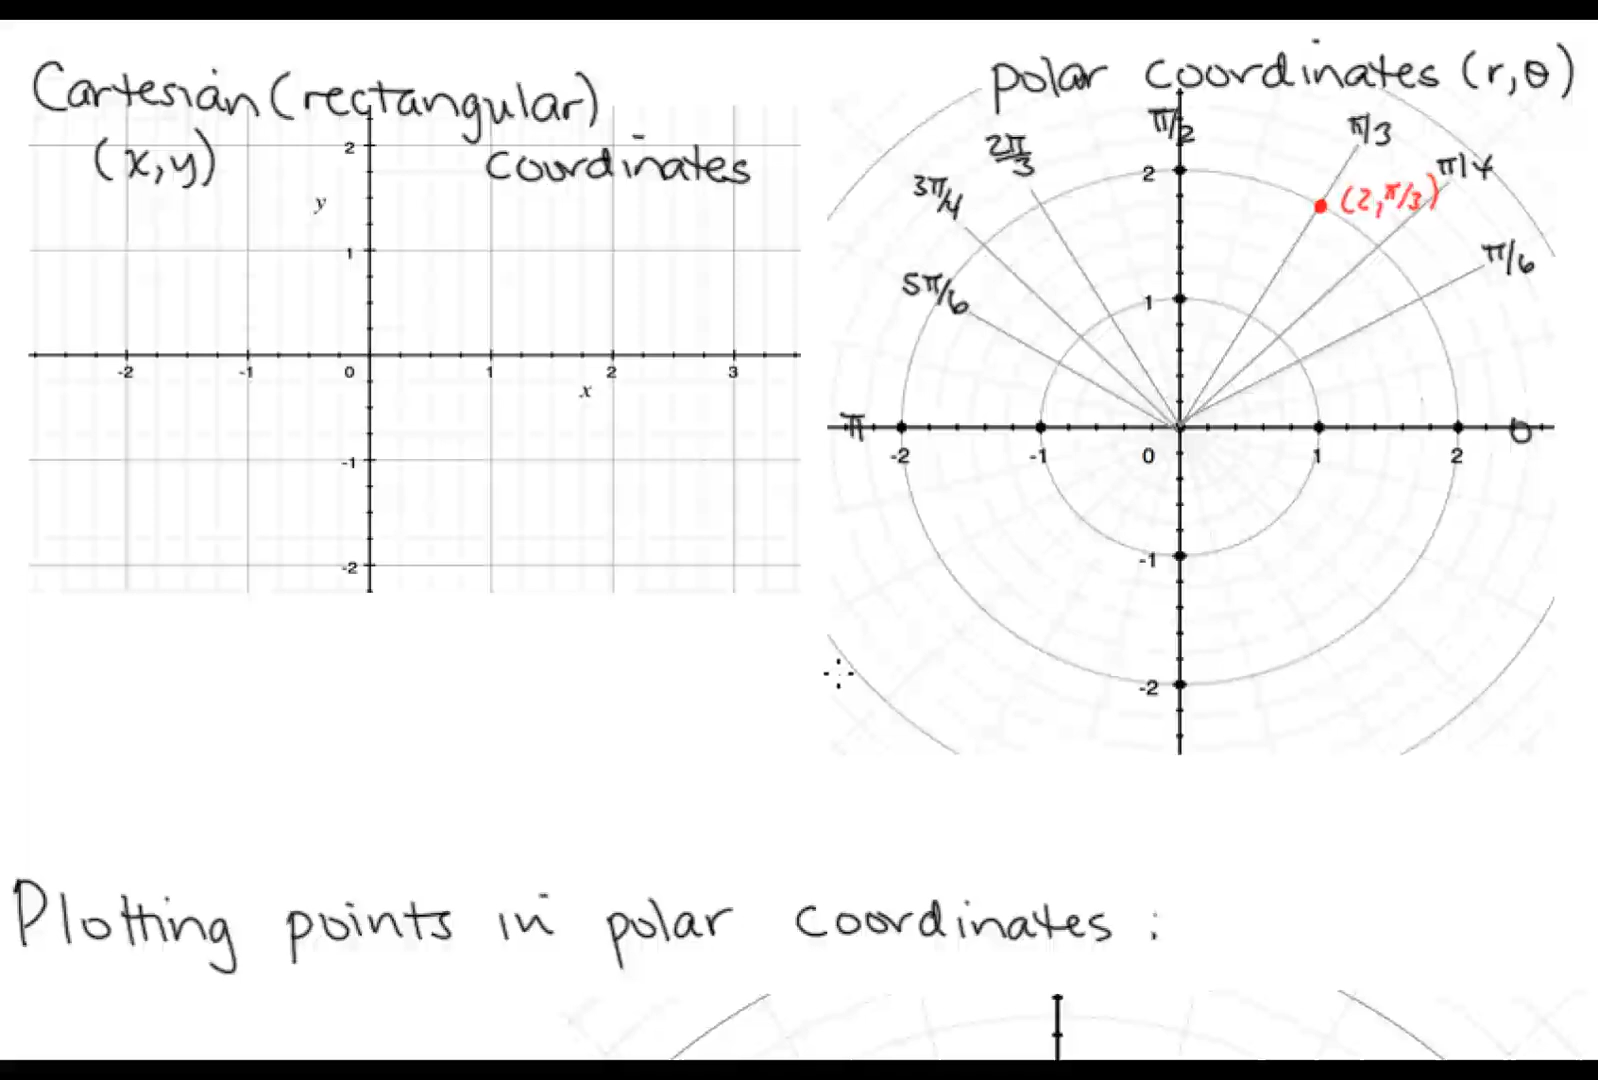 Cartesian (rectangular)
(x,y) coordinates
2
y
1
-2 -1 0 1 2 3
x
-1
-2
polar coordinates (r,θ)
π/2
π/3
2π/3
π/4
3π/4
2
(2,π/3)
π/6
5π/6
1
π
0
-2 -1 0 1 2
-1
-2
Plotting points in polar coordinates: